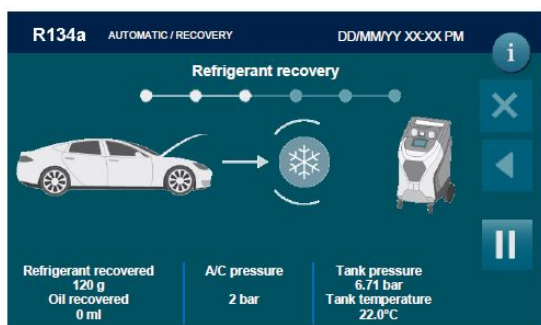 R134a AUTOMATIC / RECOVERY DD/MM/YY XX:XX PM
i
Refrigerant recovery
Refrigerant recovered
120 g
Oil recovered
0 ml
A/C pressure
2 bar
Tank pressure
6.71 bar
Tank temperature
22.0°C